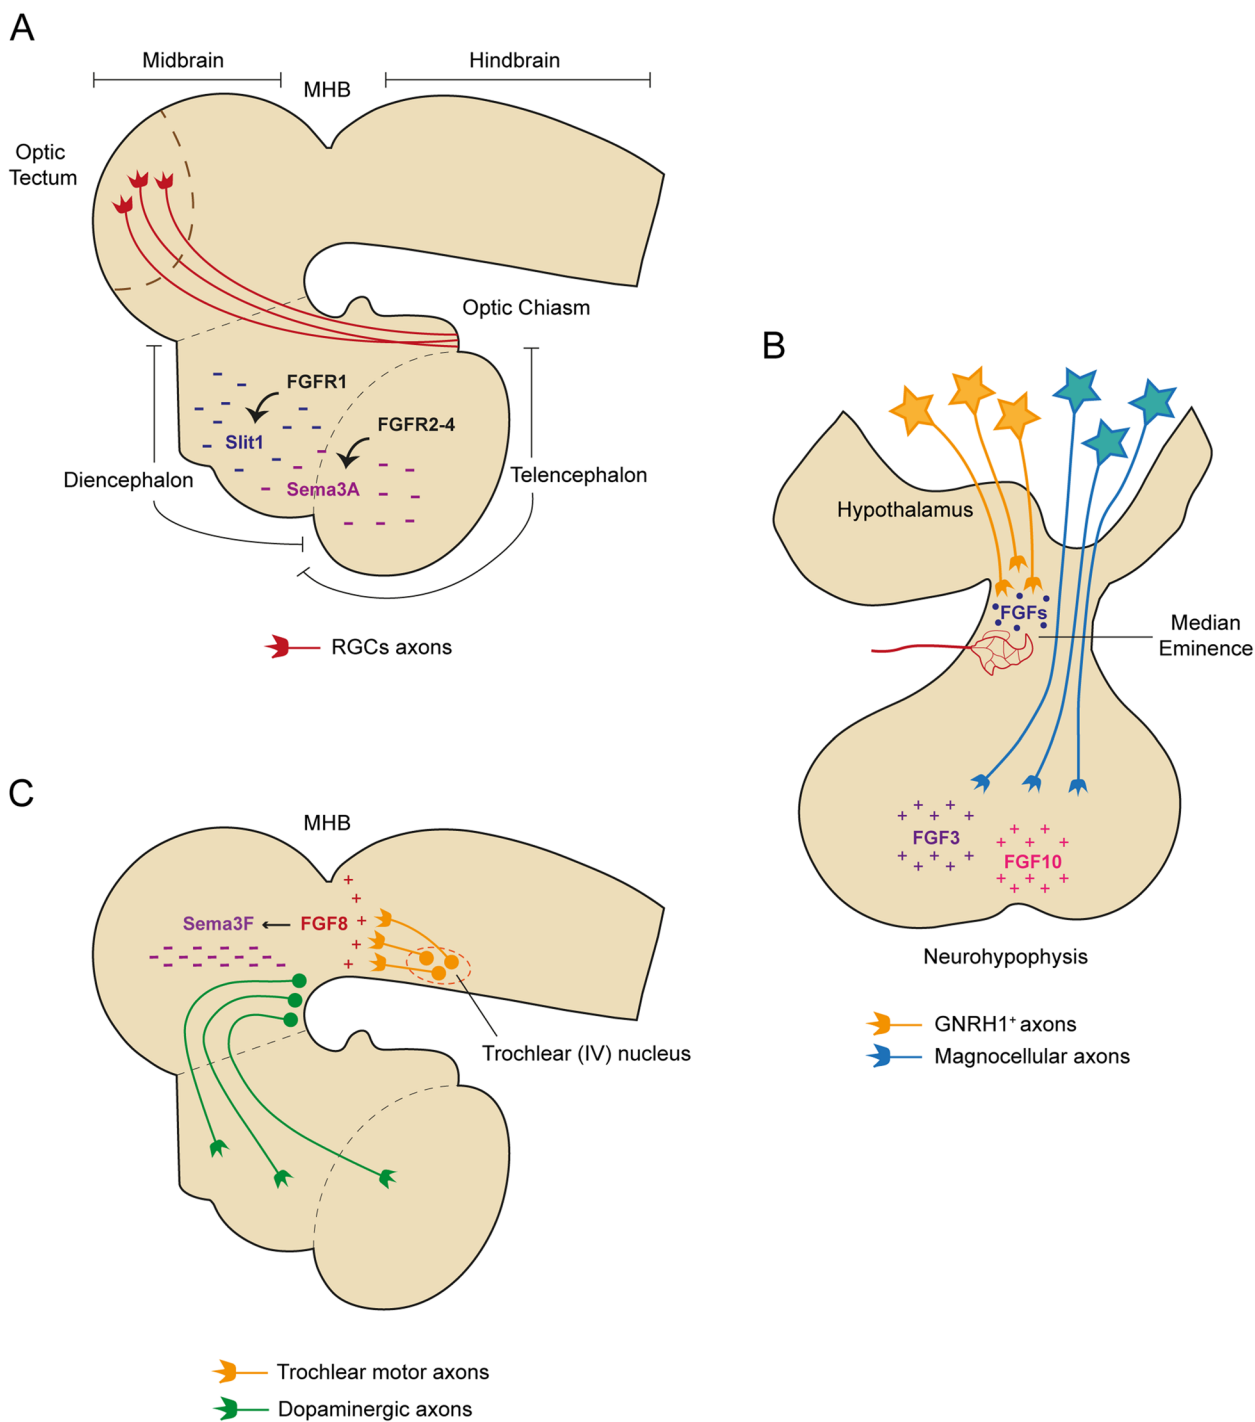 A
Midbrain
Hindbrain
MHB
Optic
Tectum
Optic Chiasm
FGFR1
FGFR2-4
Slit1
Sema3A
Diencephalon
Telencephalon
RGCs axons
B
Hypothalamus
FGFs
Median
Eminence
FGF3
FGF10
Neurohypophysis
GNRH1⁺ axons
Magnocellular axons
C
MHB
Sema3F
FGF8
Trochlear (IV) nucleus
Trochlear motor axons
Dopaminergic axons